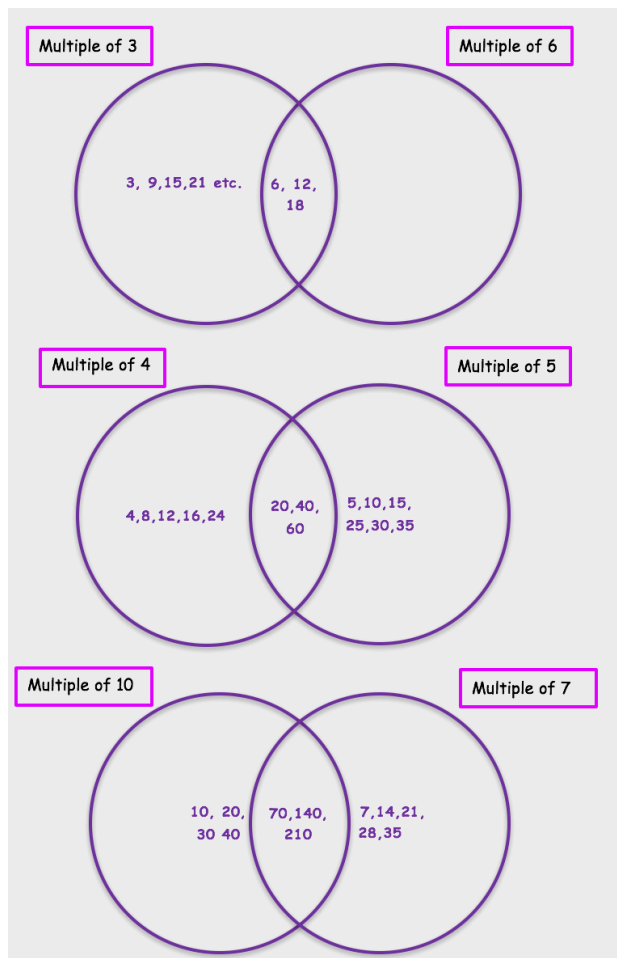 Multiple of 3
Multiple of 6
3, 9,15,21 etc.
6, 12,
18
Multiple of 4
Multiple of 5
4,8,12,16,24
20,40,
60
5,10,15,
25,30,35
Multiple of 10
Multiple of 7
10, 20,
30 40
70,140,
210
7,14,21,
28,35